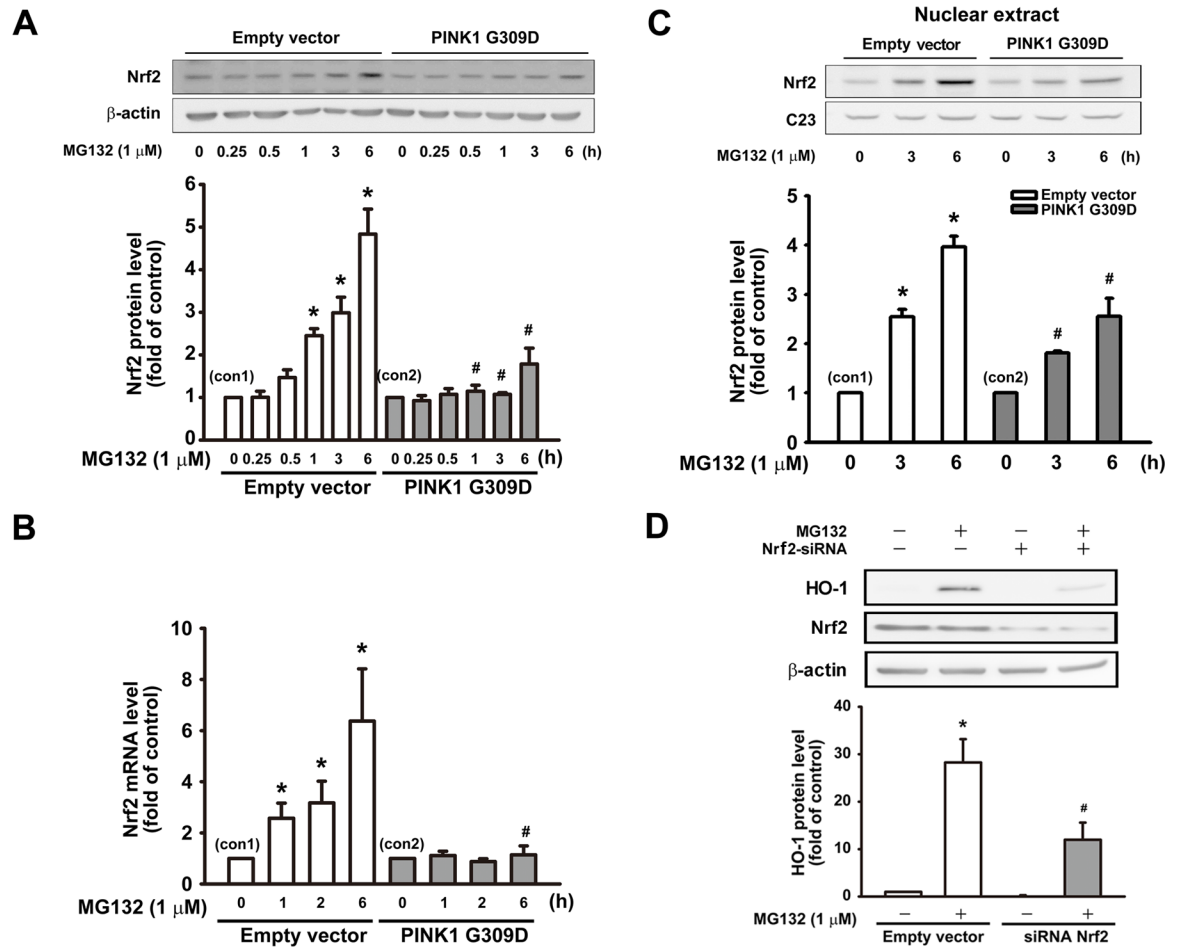 A
Empty vector PINK1 G309D
Nrf2
β-actin
MG132 (1 μM) 0 0.25 0.5 1 3 6 0 0.25 0.5 1 3 6 (h)
Nrf2 protein level
(fold of control)
6
5
4
3
2
1
0
(con1) * * * (con2) # # #
MG132 (1 μM) 0 0.25 0.5 1 3 6 0 0.25 0.5 1 3 6 (h)
Empty vector PINK1 G309D
B
Nrf2 mRNA level
(fold of control)
10
8
6
4
2
0
(con1) * * * (con2) #
MG132 (1 μM) 0 1 2 6 0 1 2 6 (h)
Empty vector PINK1 G309D
C
Nuclear extract
Empty vector PINK1 G309D
Nrf2
C23
MG132 (1 μM) 0 3 6 0 3 6 (h)
Empty vector
PINK1 G309D
Nrf2 protein level
(fold of control)
5
4
3
2
1
0
(con1) * * (con2) # #
MG132 (1 μM) 0 3 6 0 3 6 (h)
D
MG132 − + − +
Nrf2-siRNA − − + +
HO-1
Nrf2
β-actin
HO-1 protein level
(fold of control)
40
30
20
10
0
* #
MG132 (1 μM) − + − +
Empty vector siRNA Nrf2